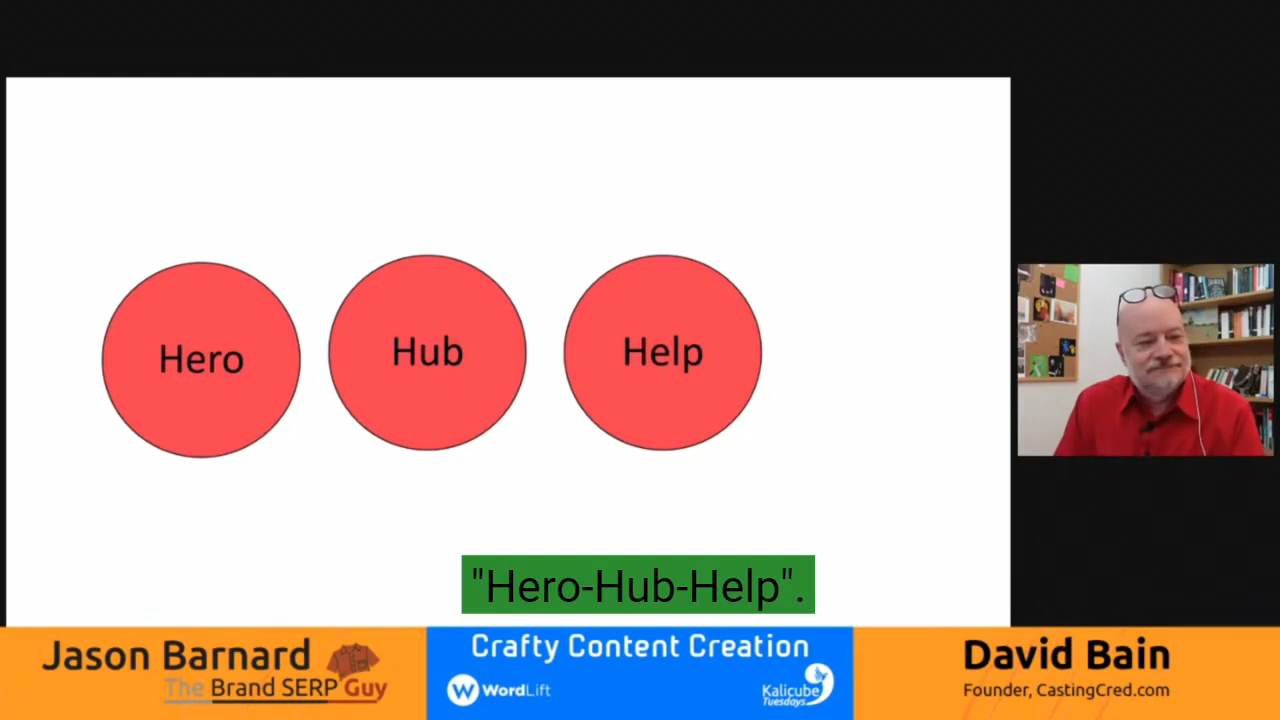 Hero
Hub
Help
"Hero-Hub-Help".
Jason Barnard
The Brand SERP Guy
Crafty Content Creation
W WordLift
Kalicube
Tuesdays
David Bain
Founder, CastingCred.com